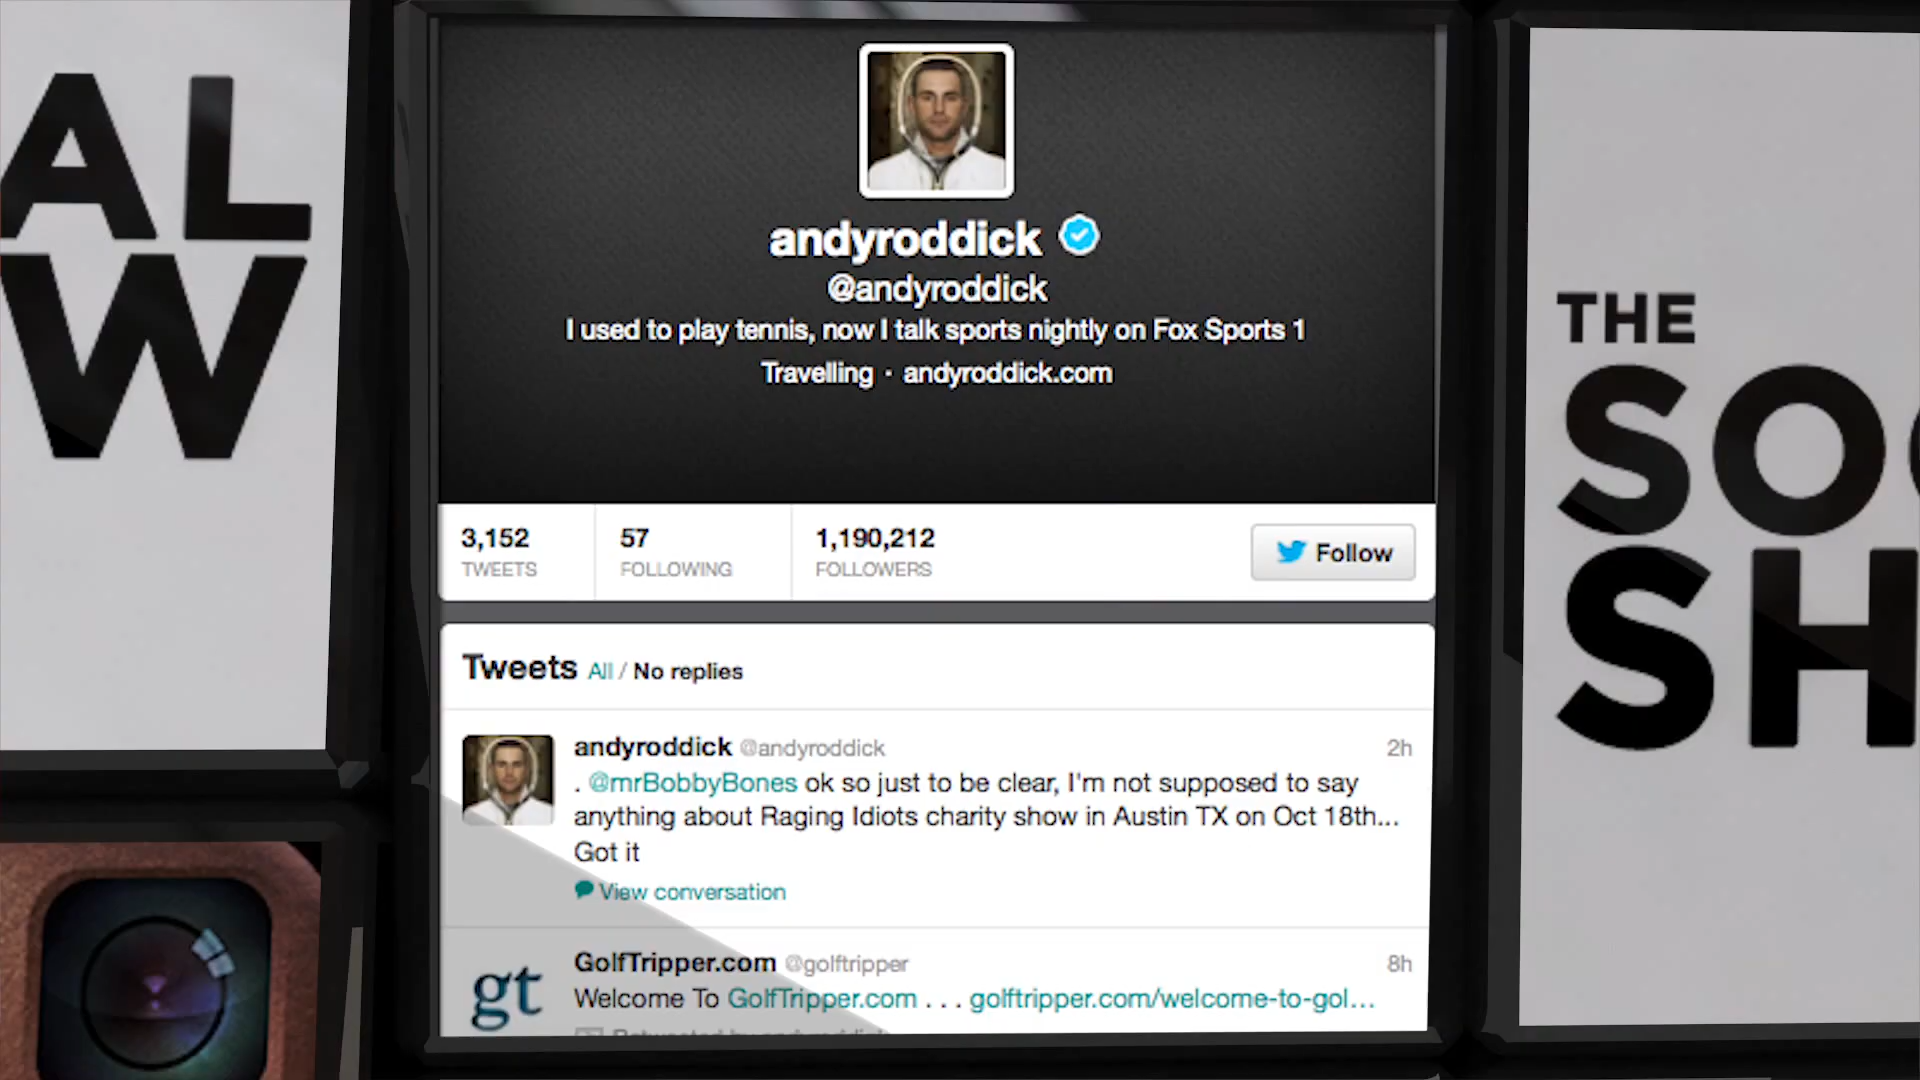 AL
W
andyroddick
@andyroddick
I used to play tennis, now I talk sports nightly on Fox Sports 1
Travelling · andyroddick.com
3,152
TWEETS
57
FOLLOWING
1,190,212
FOLLOWERS
Follow
Tweets All / No replies
andyroddick @andyroddick 2h
. @mrBobbyBones ok so just to be clear, I'm not supposed to say
anything about Raging Idiots charity show in Austin TX on Oct 18th...
Got it
View conversation
gt
GolfTripper.com @golftripper 8h
Welcome To GolfTripper.com . . . golftripper.com/welcome-to-gol...
Retweeted by andyroddick
THE
SO
SH